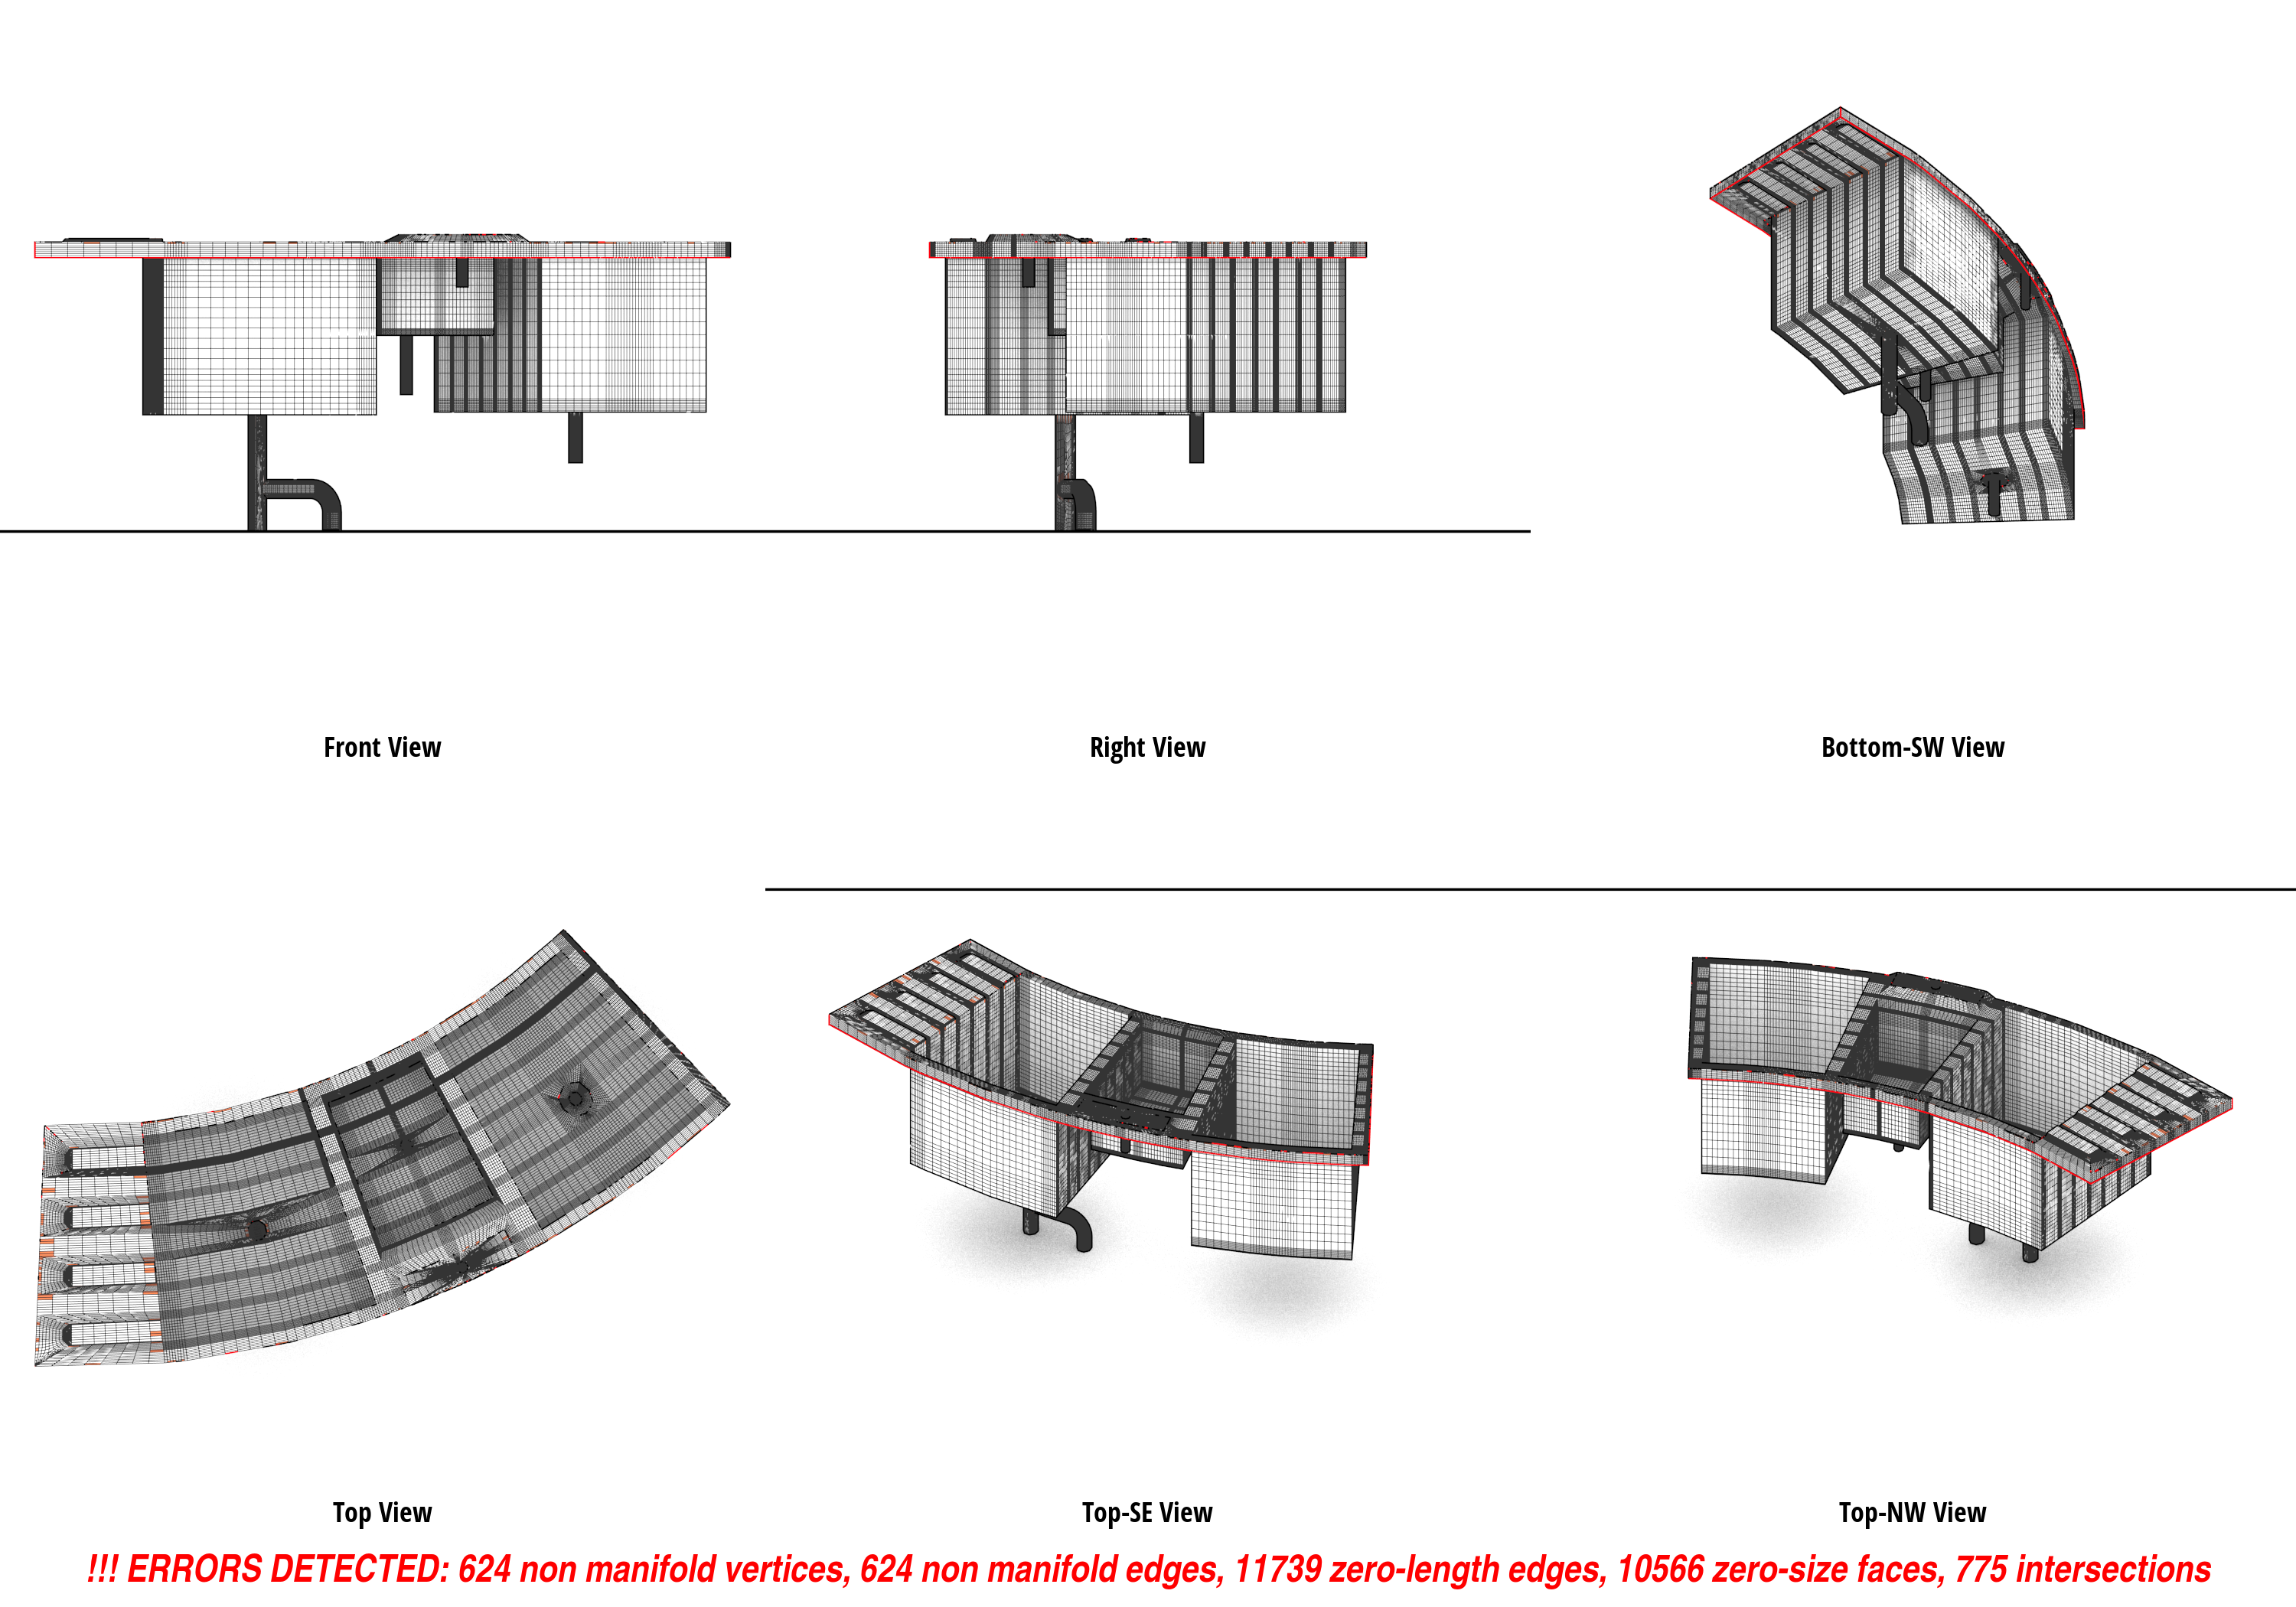 Front View
Right View
Bottom-SW View
Top View
Top-SE View
Top-NW View
!!! ERRORS DETECTED: 624 non manifold vertices, 624 non manifold edges, 11739 zero-length edges, 10566 zero-size faces, 775 intersections